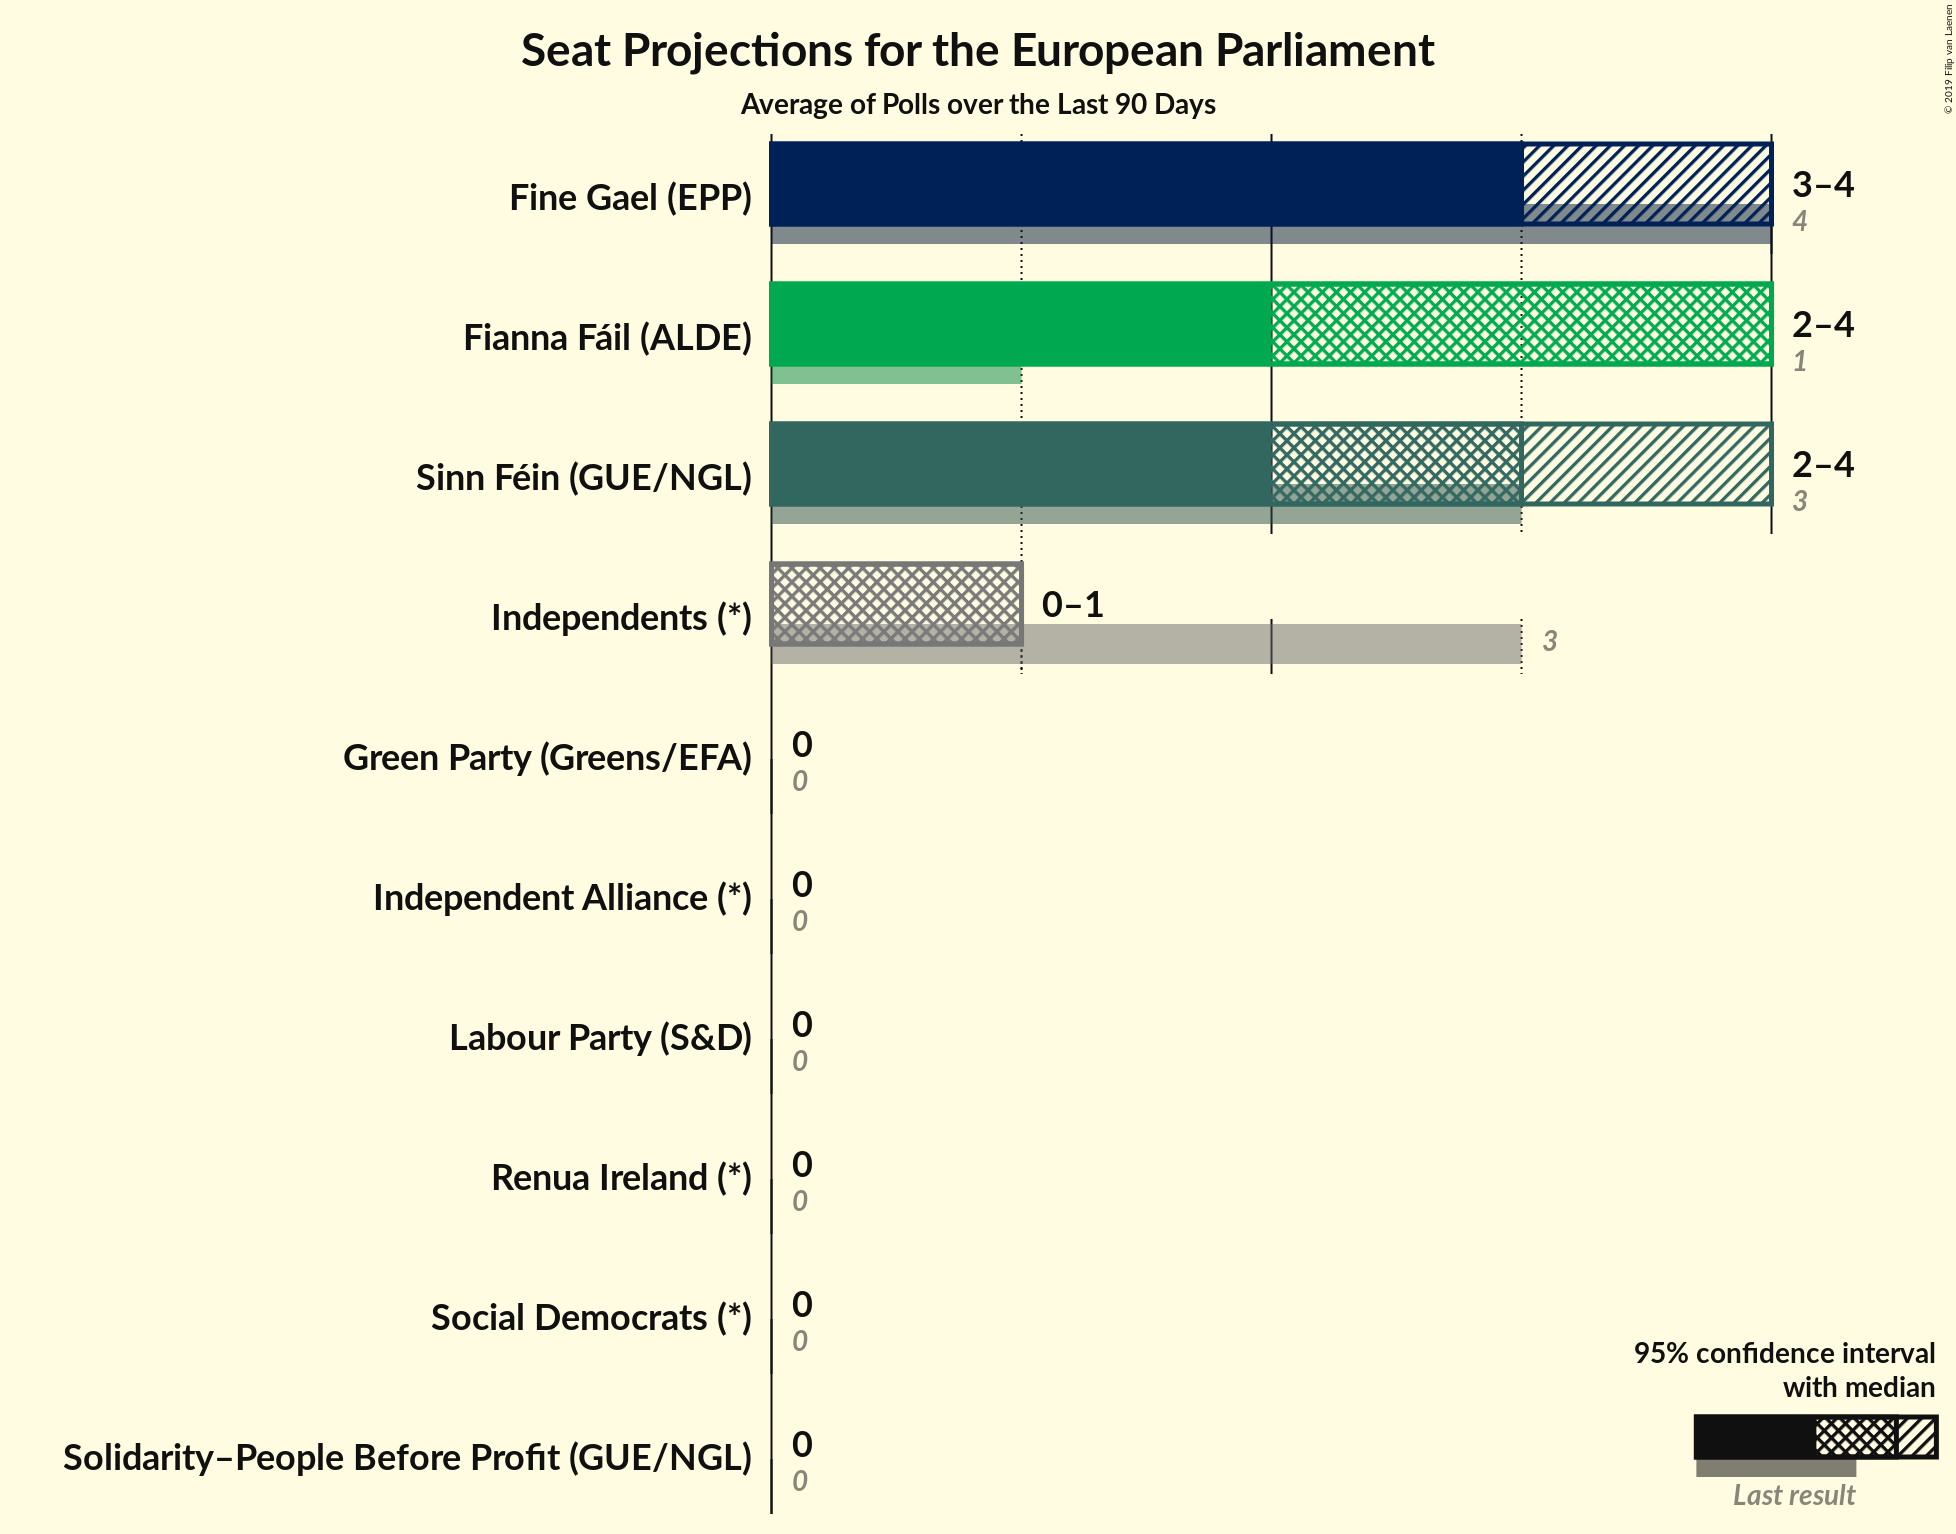 Seat Projections for the European Parliament
Average of Polls over the Last 90 Days
© 2019 Filip van Laenen
Fine Gael (EPP)
3–4
4
Fianna Fáil (ALDE)
2–4
1
Sinn Féin (GUE/NGL)
2–4
3
Independents (*)
0–1
3
Green Party (Greens/EFA)
0
0
Independent Alliance (*)
0
0
Labour Party (S&D)
0
0
Renua Ireland (*)
0
0
Social Democrats (*)
0
0
Solidarity–People Before Profit (GUE/NGL)
0
0
95% confidence interval
with median
Last result